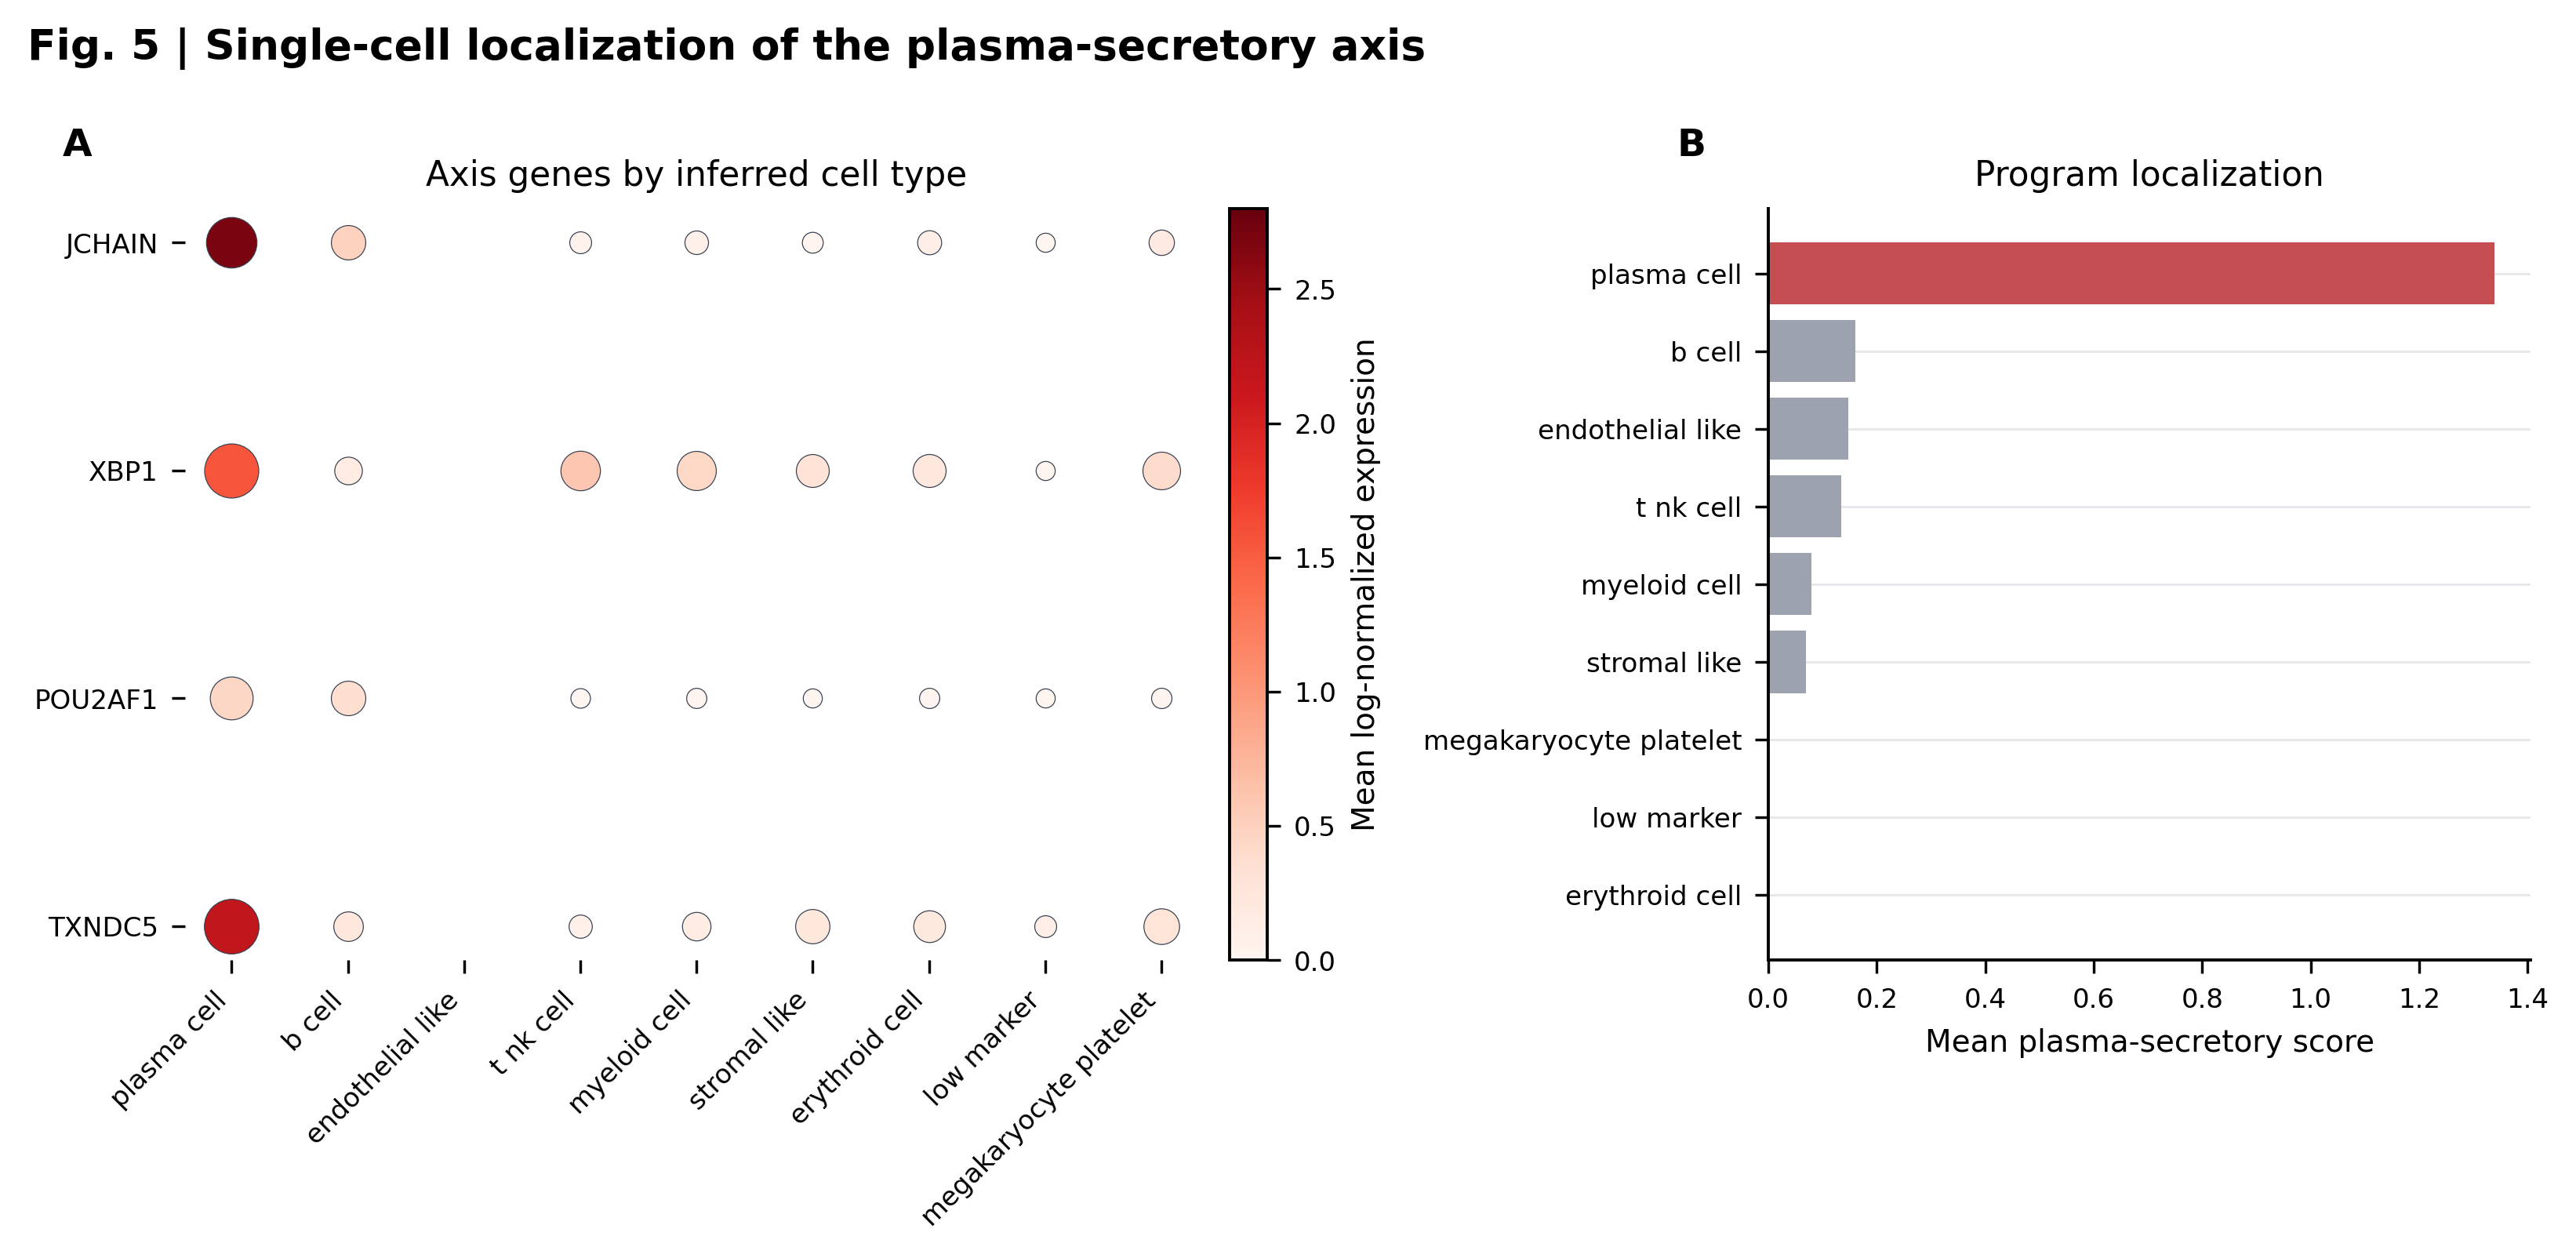 Fig. 5 | Single-cell localization of the plasma-secretory axis
A
Axis genes by inferred cell type
JCHAIN
XBP1
POU2AF1
TXNDC5
plasma cell
b cell
endothelial like
t nk cell
myeloid cell
stromal like
erythroid cell
low marker
megakaryocyte platelet
2.5
2.0
1.5
1.0
0.5
0.0
Mean log-normalized expression
B
Program localization
plasma cell
b cell
endothelial like
t nk cell
myeloid cell
stromal like
megakaryocyte platelet
low marker
erythroid cell
0.0 0.2 0.4 0.6 0.8 1.0 1.2 1.4
Mean plasma-secretory score